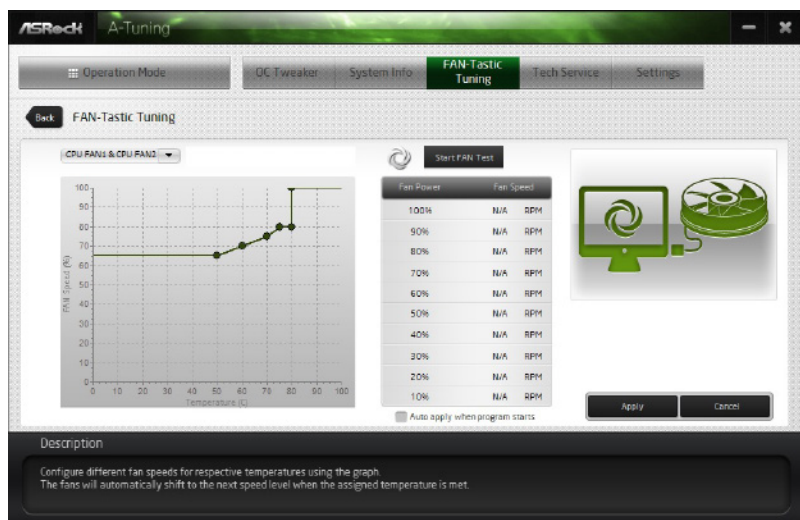 ASRock A-Tuning
Operation Mode
OC Tweaker
System Info
FAN-Tastic
Tuning
Tech Service
Settings
Back FAN-Tastic Tuning
CPU FAN1 & CPU FAN2
Start FAN Test
100
90
80
70
60
50
40
30
20
10
0
FAN Speed (%)
0 10 20 30 40 50 60 70 80 90 100
Temperature (C)
Fan Power Fan Speed
100% N/A RPM
90% N/A RPM
80% N/A RPM
70% N/A RPM
60% N/A RPM
50% N/A RPM
40% N/A RPM
30% N/A RPM
20% N/A RPM
10% N/A RPM
Auto apply when program starts
Apply
Cancel
Description
Configure different fan speeds for respective temperatures using the graph.
The fans will automatically shift to the next speed level when the assigned temperature is met.